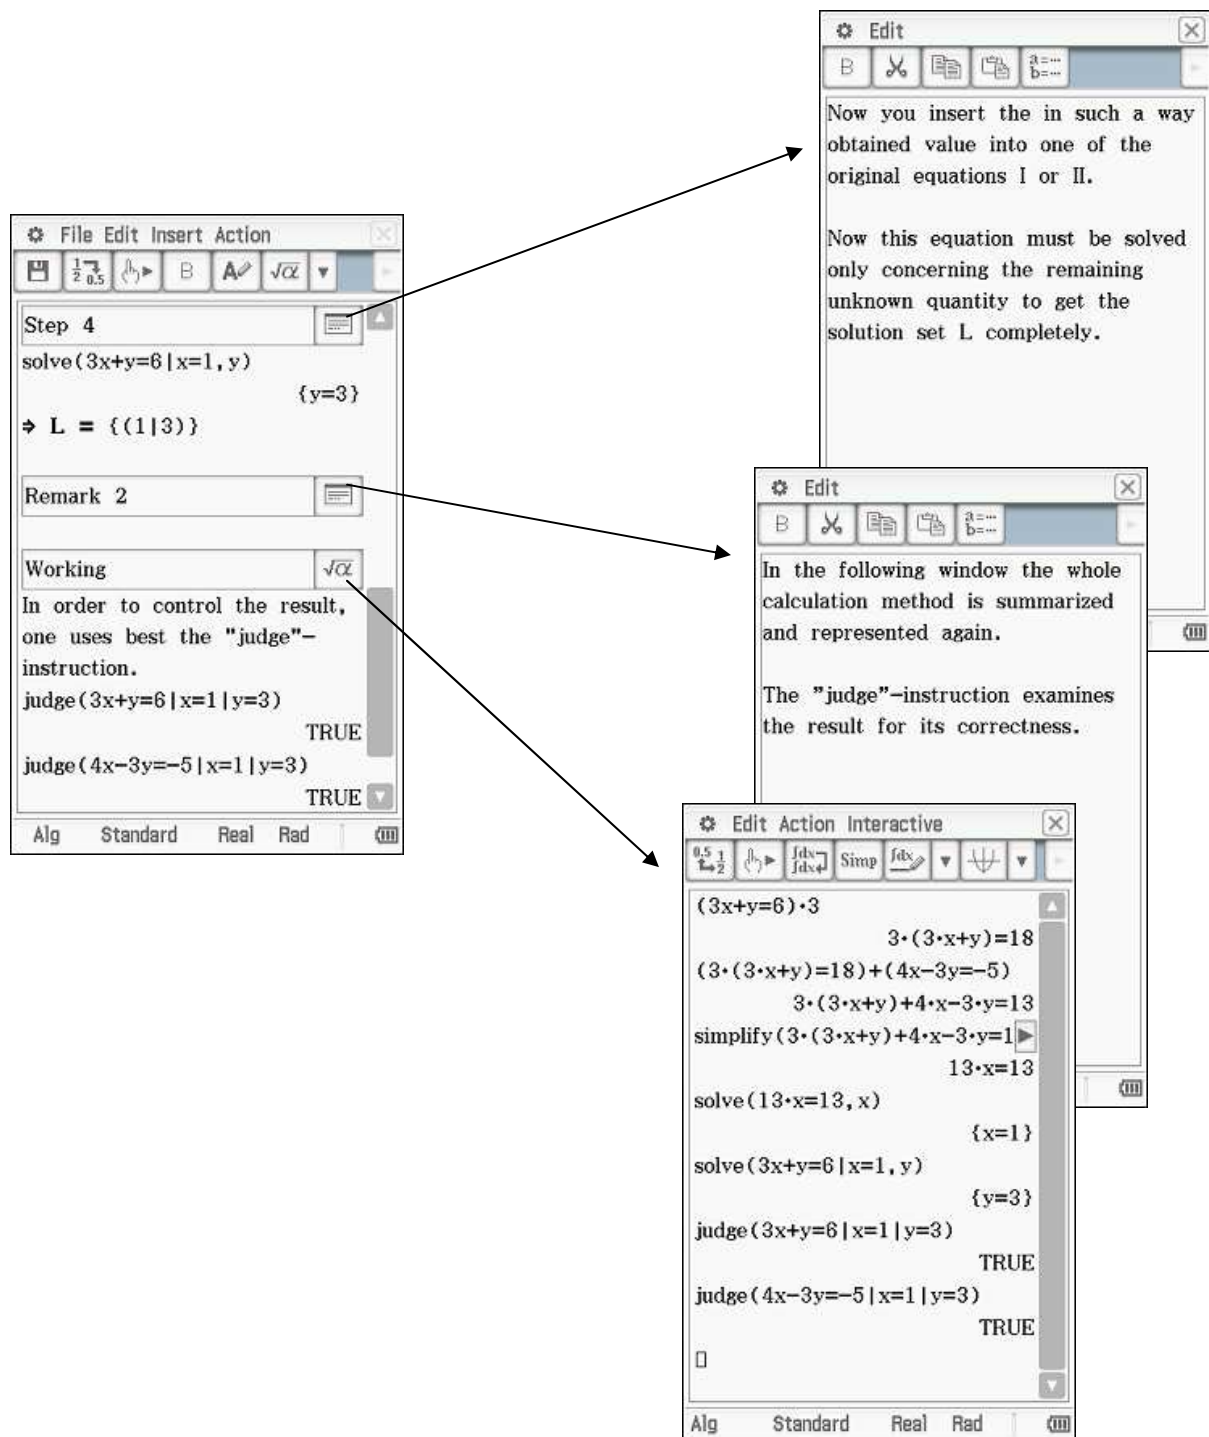 File Edit Insert Action
B
Step 4
solve(3x+y=6|x=1,y)
{y=3}
⇒ L = {(1|3)}
Remark 2
Working
√α
In order to control the result,
one uses best the "judge"-
instruction.
judge(3x+y=6|x=1|y=3)
TRUE
judge(4x-3y=-5|x=1|y=3)
TRUE
Alg Standard Real Rad
Edit
B
a=…
b=…
Now you insert the in such a way
obtained value into one of the
original equations I or II.
Now this equation must be solved
only concerning the remaining
unknown quantity to get the
solution set L completely.
Edit
B
a=…
b=…
In the following window the whole
calculation method is summarized
and represented again.
The "judge"-instruction examines
the result for its correctness.
Edit Action Interactive
0.5 1/2 ∫dx ∫dx Simp ∫dx
(3x+y=6)·3
3·(3·x+y)=18
(3·(3·x+y)=18)+(4x-3y=-5)
3·(3·x+y)+4·x-3·y=13
simplify(3·(3·x+y)+4·x-3·y=1
13·x=13
solve(13·x=13,x)
{x=1}
solve(3x+y=6|x=1,y)
{y=3}
judge(3x+y=6|x=1|y=3)
TRUE
judge(4x-3y=-5|x=1|y=3)
TRUE
Alg Standard Real Rad